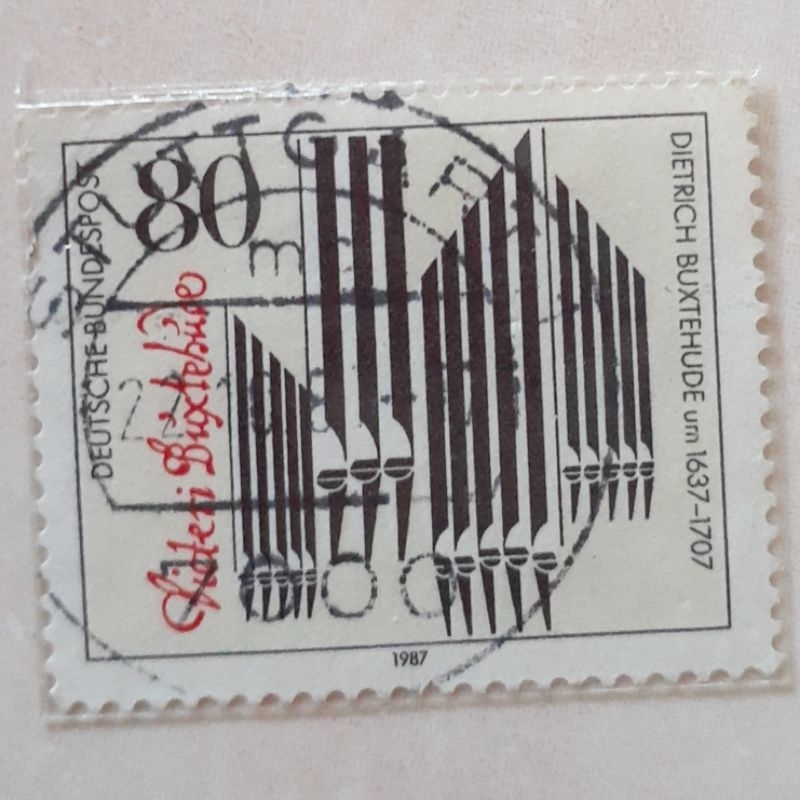 DEUTSCHE BUNDESPOST
80
Dieteri Buxtehude
DIETRICH BUXTEHUDE um 1637-1707
1987